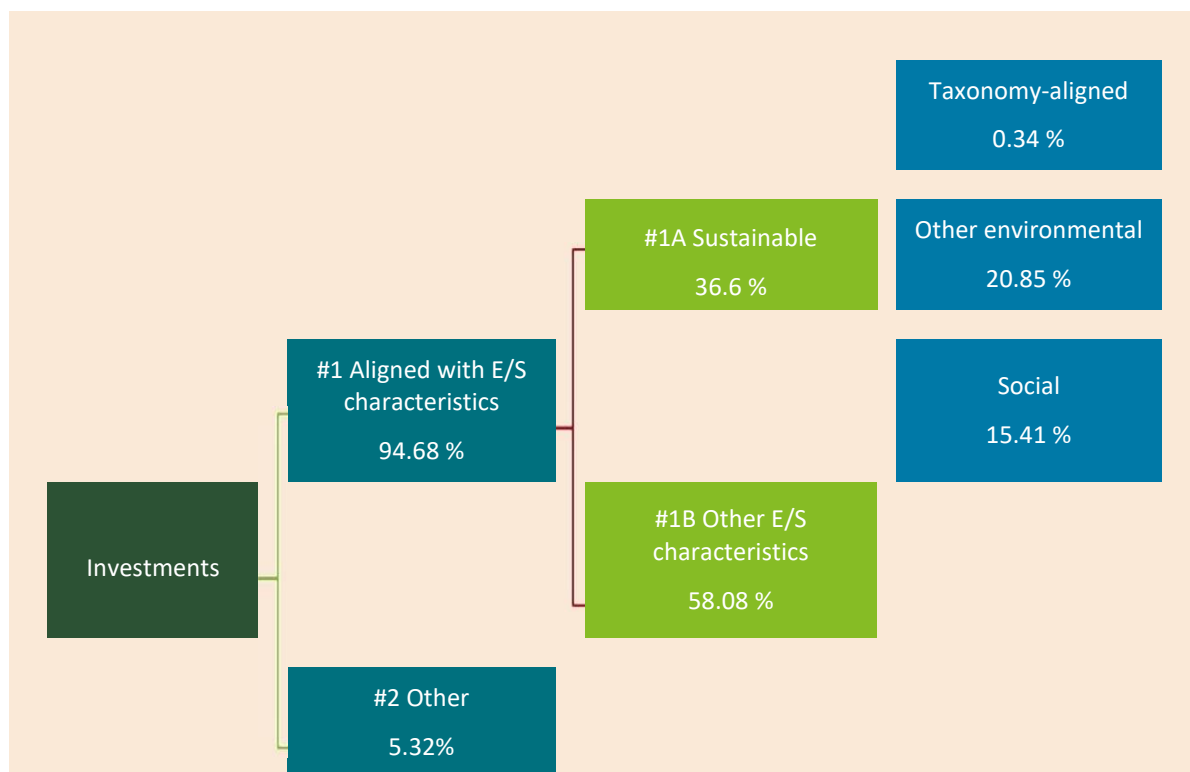 Investments
#1 Aligned with E/S
characteristics
94.68 %
#2 Other
5.32%
#1A Sustainable
36.6 %
#1B Other E/S
characteristics
58.08 %
Taxonomy-aligned
0.34 %
Other environmental
20.85 %
Social
15.41 %